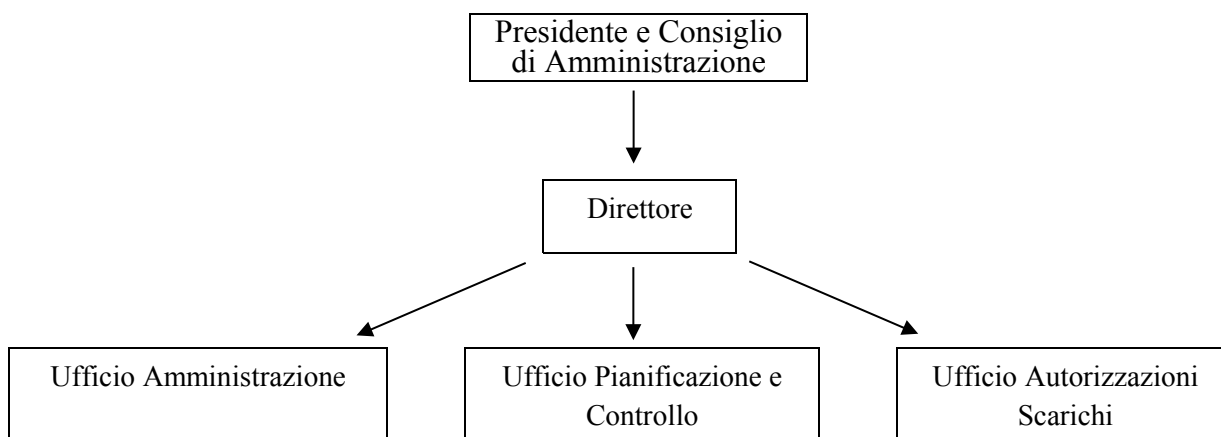 Presidente e Consiglio
di Amministrazione
Direttore
Ufficio Amministrazione
Ufficio Pianificazione e
Controllo
Ufficio Autorizzazioni
Scarichi